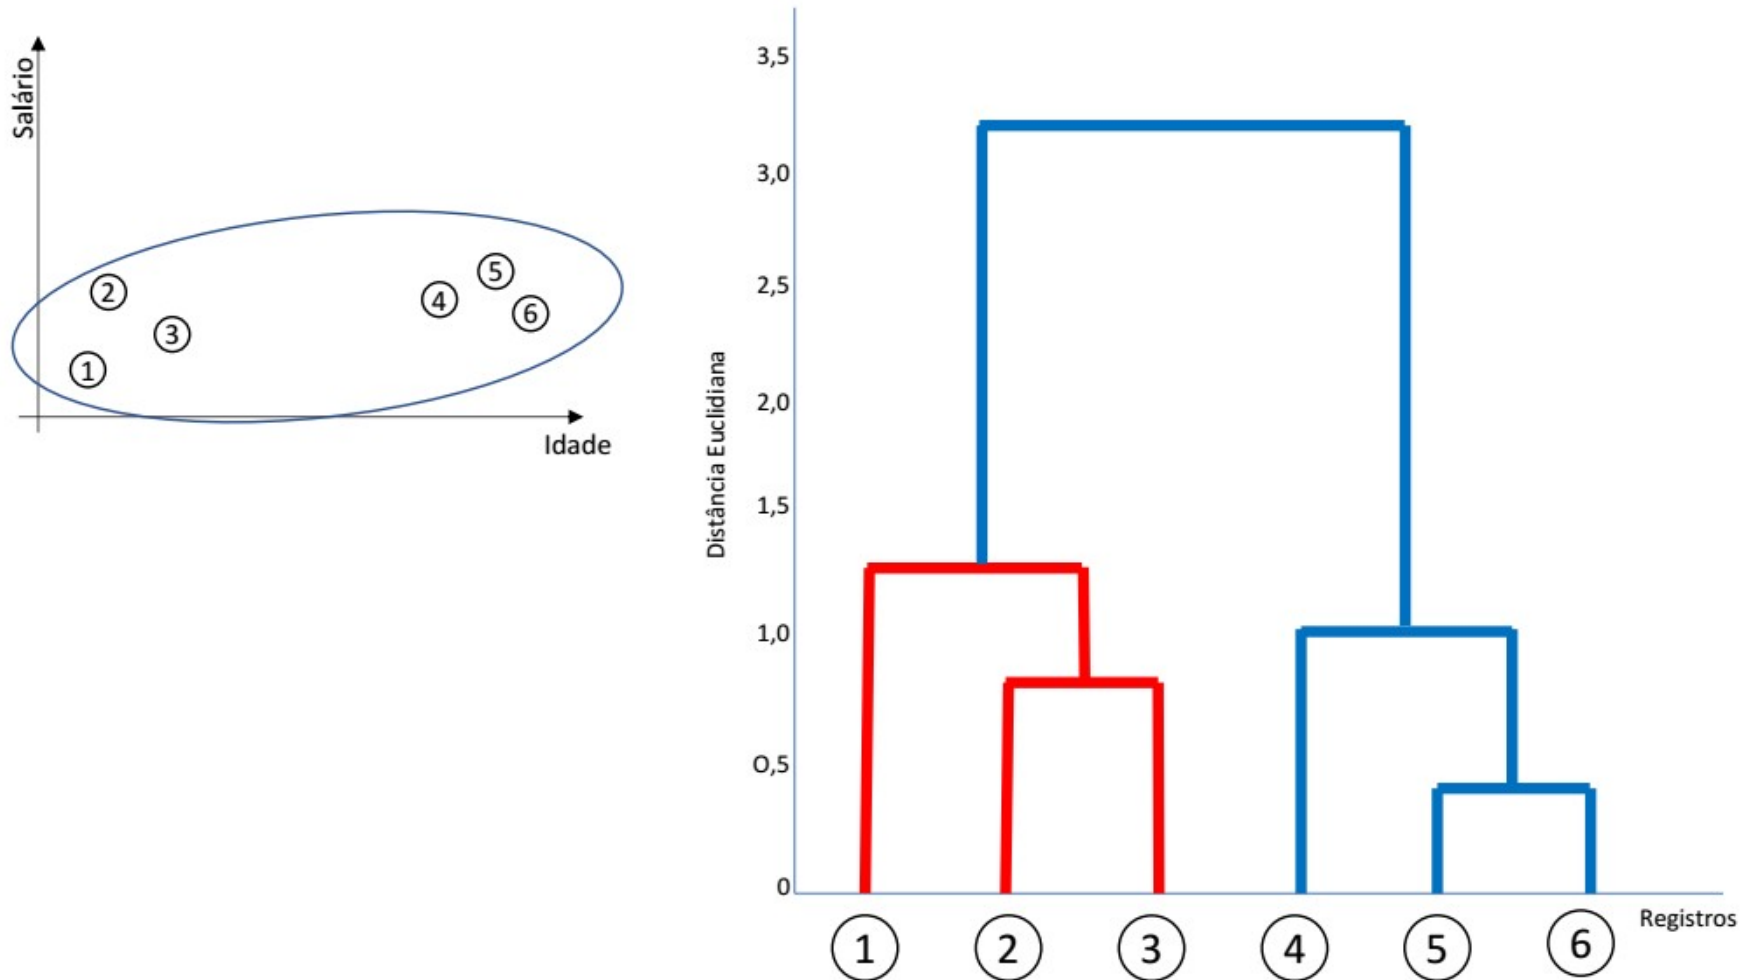 Salário
2
5
4
6
3
1
Idade
Distância Euclidiana
3,5
3,0
2,5
2,0
1,5
1,0
O,5
0
1 2 3 4 5 6
Registros